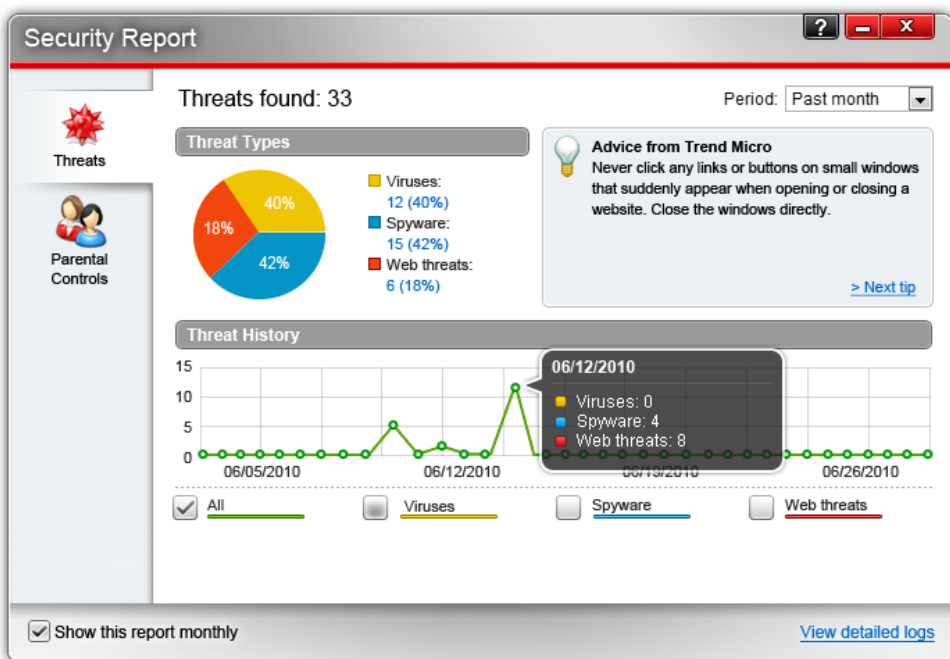 Security Report
?
Threats found: 33
Period: Past month
Threats
Parental
Controls
Threat Types
40%
18%
42%
Viruses:
12 (40%)
Spyware:
15 (42%)
Web threats:
6 (18%)
Advice from Trend Micro
Never click any links or buttons on small windows
that suddenly appear when opening or closing a
website. Close the windows directly.
> Next tip
Threat History
15
10
5
0
06/12/2010
Viruses: 0
Spyware: 4
Web threats: 8
06/05/2010
06/12/2010
06/19/2010
06/26/2010
All
Viruses
Spyware
Web threats
Show this report monthly
View detailed logs